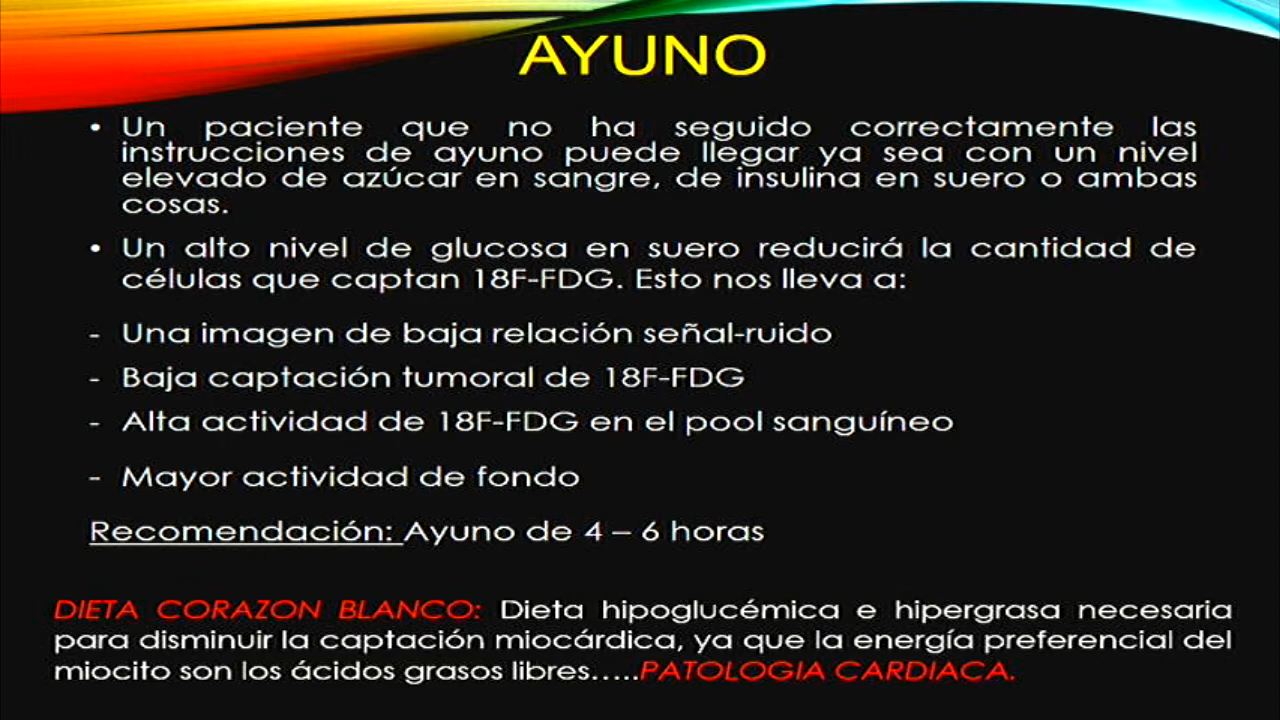 AYUNO
• Un paciente que no ha seguido correctamente las
instrucciones de ayuno puede llegar ya sea con un nivel
elevado de azúcar en sangre, de insulina en suero o ambas
cosas.
• Un alto nivel de glucosa en suero reducirá la cantidad de
células que captan 18F-FDG. Esto nos lleva a:
- Una imagen de baja relación señal-ruido
- Baja captación tumoral de 18F-FDG
- Alta actividad de 18F-FDG en el pool sanguíneo
- Mayor actividad de fondo
Recomendación: Ayuno de 4 – 6 horas
DIETA CORAZON BLANCO: Dieta hipoglucémica e hipergrasa necesaria
para disminuir la captación miocárdica, ya que la energía preferencial del
miocito son los ácidos grasos libres…..PATOLOGIA CARDIACA.